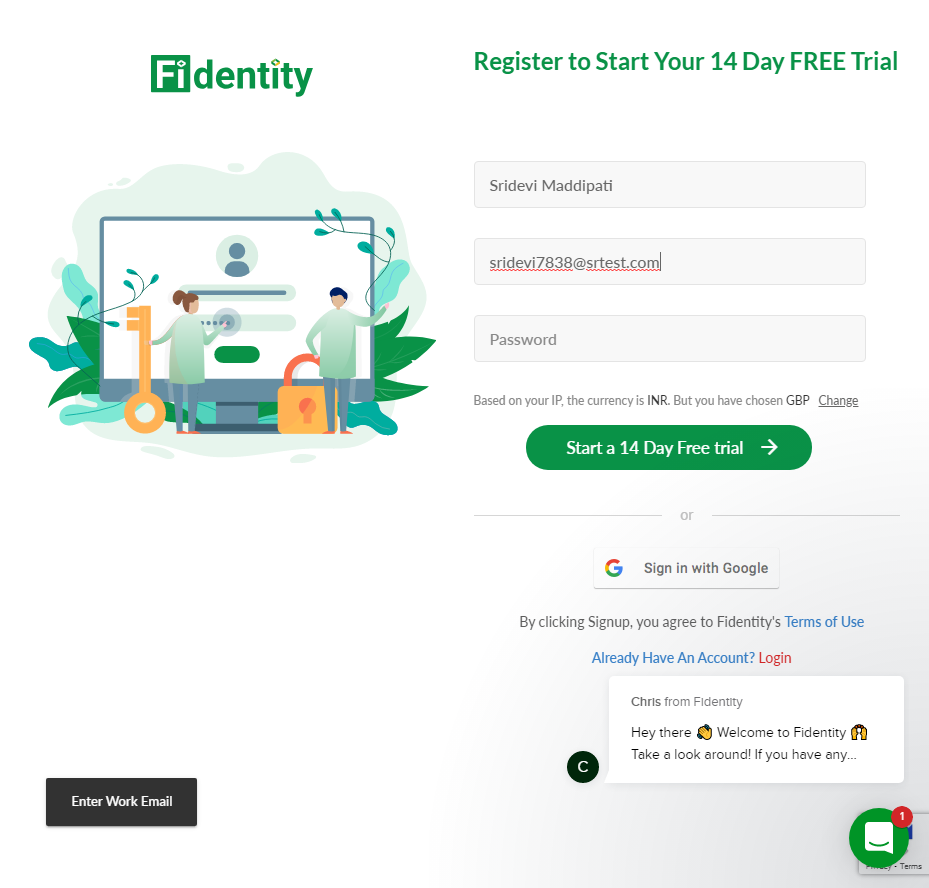 Fidentity
Register to Start Your 14 Day FREE Trial
Sridevi Maddipati
sridevi7838@srtest.com
Password
Based on your IP, the currency is INR. But you have chosen GBP Change
Start a 14 Day Free trial
or
Sign in with Google
By clicking Signup, you agree to Fidentity's Terms of Use
Already Have An Account? Login
Chris from Fidentity
Hey there 👋 Welcome to Fidentity 🙌
Take a look around! If you have any...
C
Enter Work Email
1
Privacy - Terms